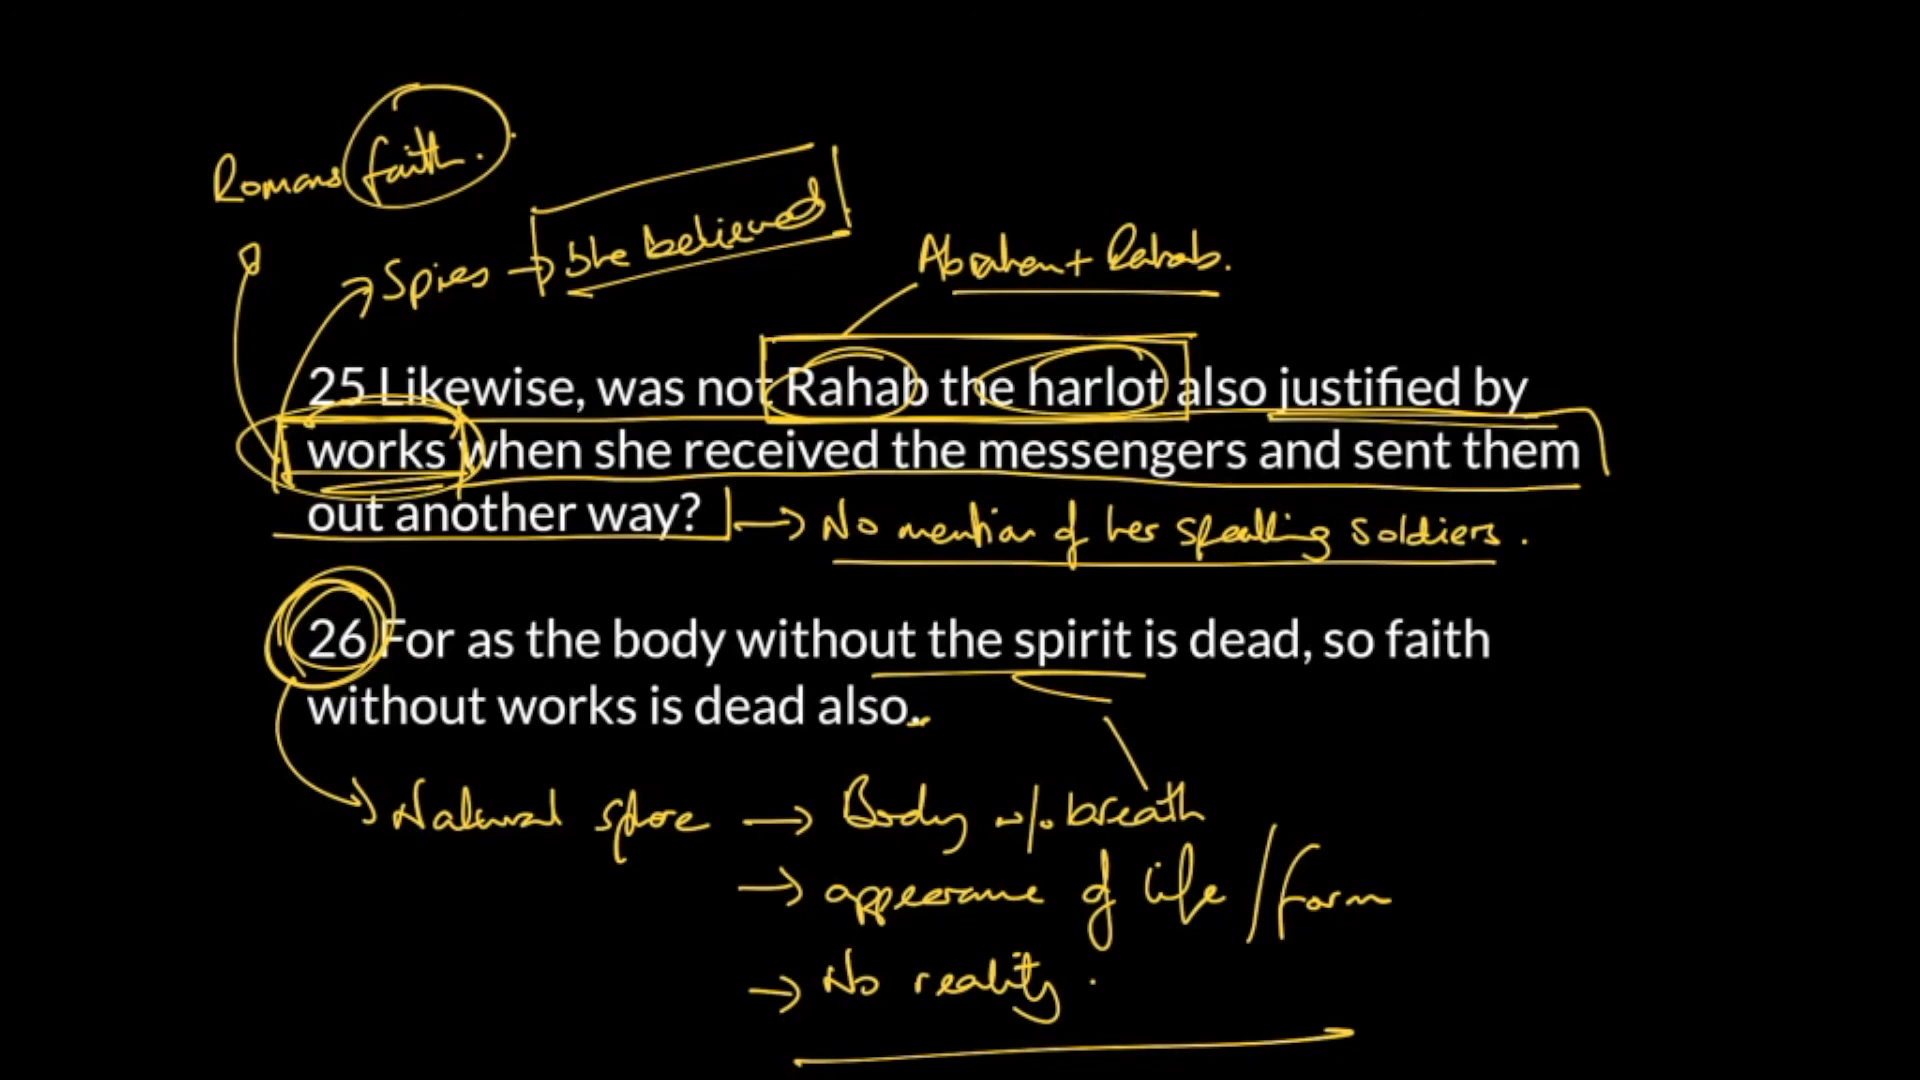 Romans faith.
Spies → She believed
Abraham + Rahab.
25 Likewise, was not Rahab the harlot also justified by
works when she received the messengers and sent them
out another way? → No mention of her speaking soldiers.
26 For as the body without the spirit is dead, so faith
without works is dead also.
→ Natural → Body w/o breath
→ appearance of life / form
→ No reality.